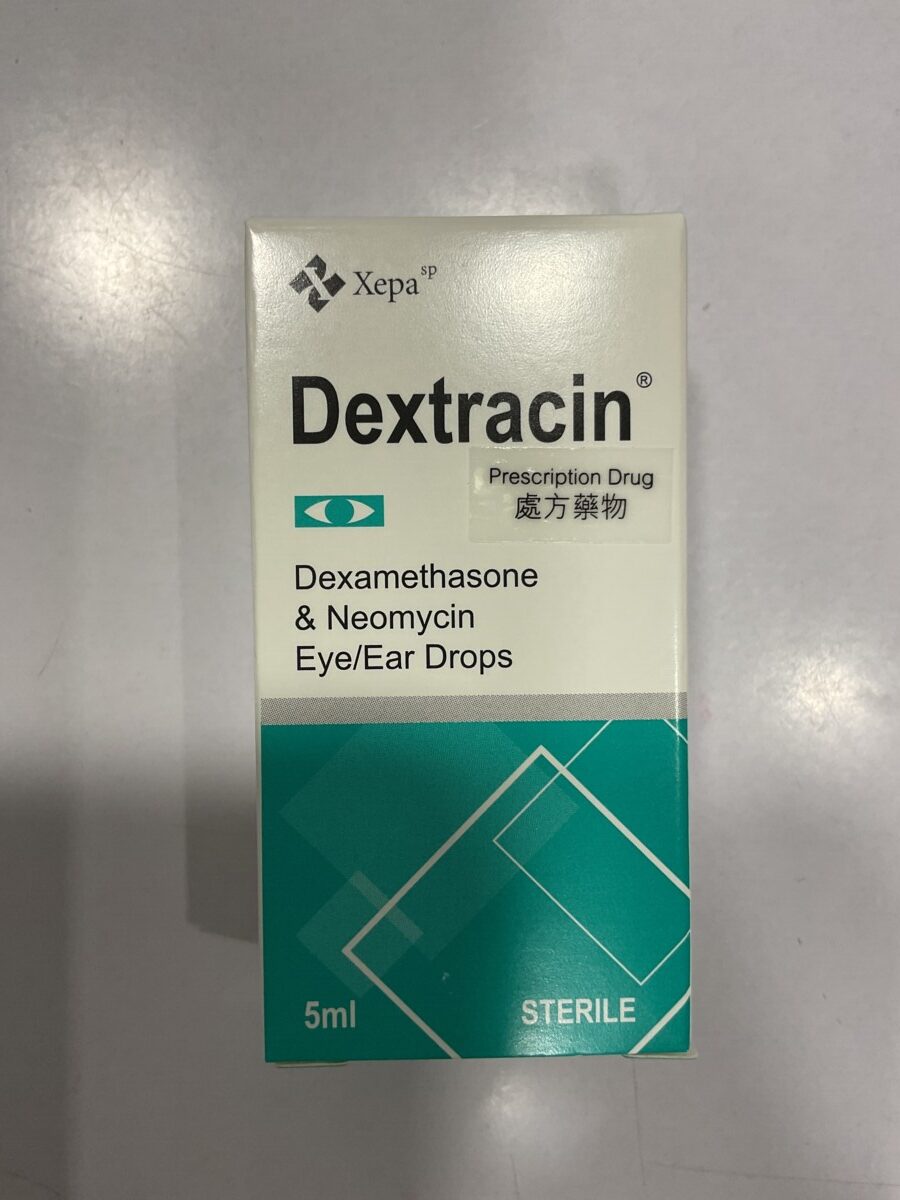 Xepa sp
Dextracin®
Prescription Drug
處方藥物
Dexamethasone
& Neomycin
Eye/Ear Drops
5ml
STERILE